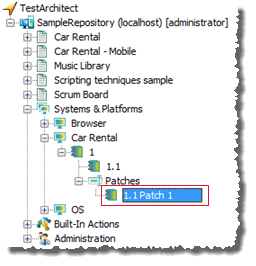 TestArchitect
SampleRepository (localhost) [administrator]
Car Rental
Car Rental - Mobile
Music Library
Scripting techniques sample
Scrum Board
Systems & Platforms
Browser
Car Rental
1
1.1
Patches
1.1 Patch 1
OS
Built-In Actions
Administration